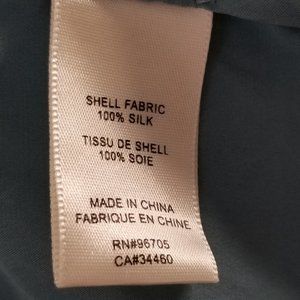 SHELL FABRIC
100% SILK
TISSU DE SHELL
100% SOIE
MADE IN CHINA
FABRIQUE EN CHINE
RN#96705
CA#34460